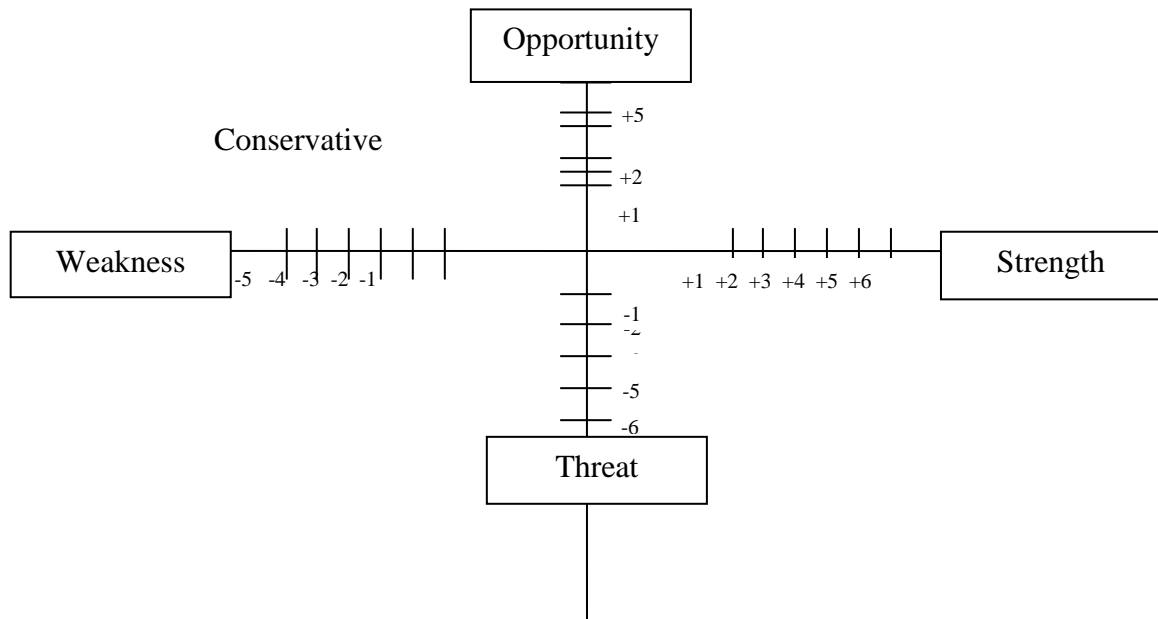 Opportunity
+5
Conservative
+2
+1
Weakness
Strength
-5 -4 -3 -2 -1
+1 +2 +3 +4 +5 +6
-1
-2
-5
-6
Threat